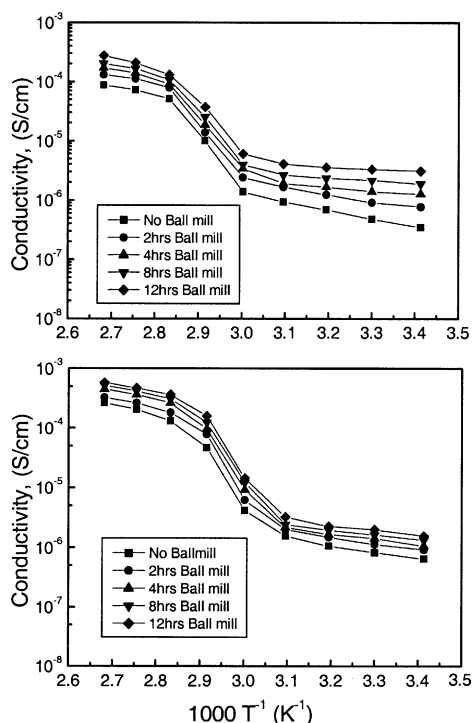 10⁻³
10⁻⁴
10⁻⁵
10⁻⁶
10⁻⁷
10⁻⁸
Conductivity, (S/cm)
No Ball mill
2hrs Ball mill
4hrs Ball mill
8hrs Ball mill
12hrs Ball mill
2.6 2.7 2.8 2.9 3.0 3.1 3.2 3.3 3.4 3.5
10⁻³
10⁻⁴
10⁻⁵
10⁻⁶
10⁻⁷
10⁻⁸
Conductivity, (S/cm)
No Ballmill
2hrs Ball mill
4hrs Ball mill
8hrs Ball mill
12hrs Ball mill
2.6 2.7 2.8 2.9 3.0 3.1 3.2 3.3 3.4 3.5
1000 T⁻¹ (K⁻¹)